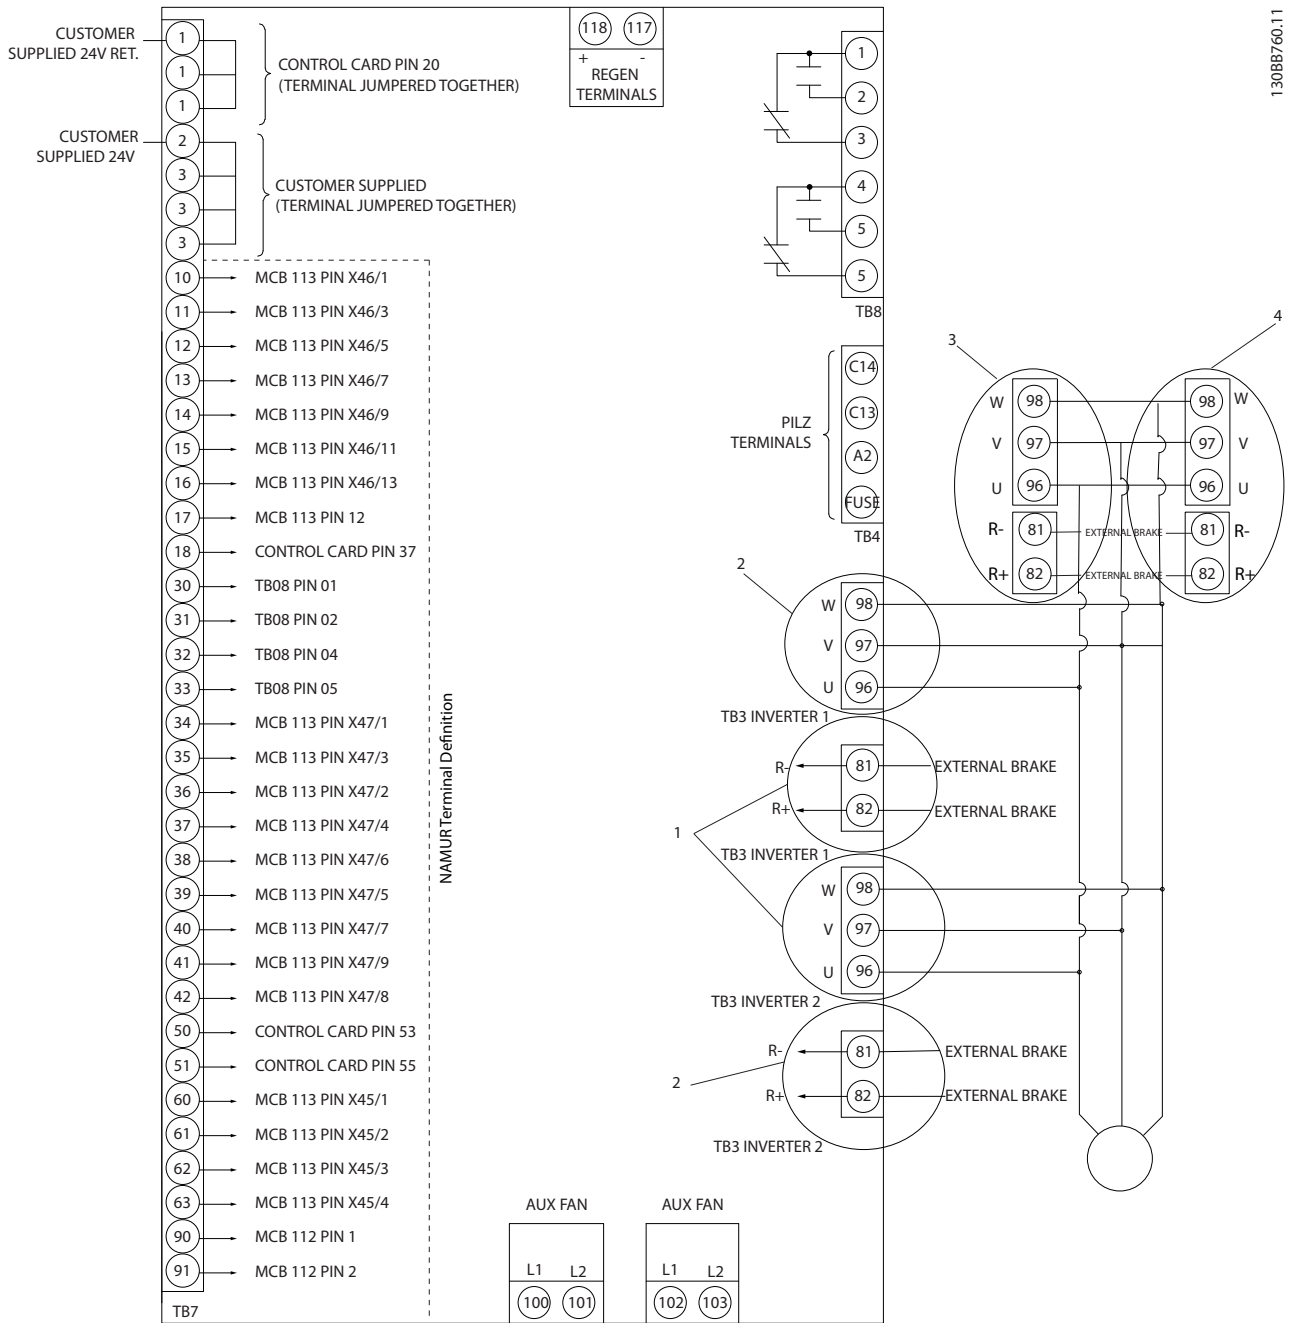 130BB760.11
CUSTOMER
SUPPLIED 24V RET.
1
1
1
CONTROL CARD PIN 20
(TERMINAL JUMPERED TOGETHER)
CUSTOMER
SUPPLIED 24V
2
3
3
3
CUSTOMER SUPPLIED
(TERMINAL JUMPERED TOGETHER)
10 MCB 113 PIN X46/1
11 MCB 113 PIN X46/3
12 MCB 113 PIN X46/5
13 MCB 113 PIN X46/7
14 MCB 113 PIN X46/9
15 MCB 113 PIN X46/11
16 MCB 113 PIN X46/13
17 MCB 113 PIN 12
18 CONTROL CARD PIN 37
30 TB08 PIN 01
31 TB08 PIN 02
32 TB08 PIN 04
33 TB08 PIN 05
34 MCB 113 PIN X47/1
35 MCB 113 PIN X47/3
36 MCB 113 PIN X47/2
37 MCB 113 PIN X47/4
38 MCB 113 PIN X47/6
39 MCB 113 PIN X47/5
40 MCB 113 PIN X47/7
41 MCB 113 PIN X47/9
42 MCB 113 PIN X47/8
50 CONTROL CARD PIN 53
51 CONTROL CARD PIN 55
60 MCB 113 PIN X45/1
61 MCB 113 PIN X45/2
62 MCB 113 PIN X45/3
63 MCB 113 PIN X45/4
90 MCB 112 PIN 1
91 MCB 112 PIN 2
TB7
NAMUR Terminal Definition
118 117
+ -
REGEN
TERMINALS
1
2
3
4
5
5
TB8
PILZ
TERMINALS
C14
C13
A2
FUSE
TB4
2
W 98
V 97
U 96
TB3 INVERTER 1
R- 81 EXTERNAL BRAKE
R+ 82 EXTERNAL BRAKE
1
TB3 INVERTER 1
W 98
V 97
U 96
TB3 INVERTER 2
R- 81 EXTERNAL BRAKE
2
R+ 82 EXTERNAL BRAKE
TB3 INVERTER 2
3
4
W 98 98 W
V 97 97 V
U 96 96 U
R- 81 EXTERNAL BRAKE 81 R-
R+ 82 EXTERNAL BRAKE 82 R+
AUX FAN
L1 L2
100 101
AUX FAN
L1 L2
102 103